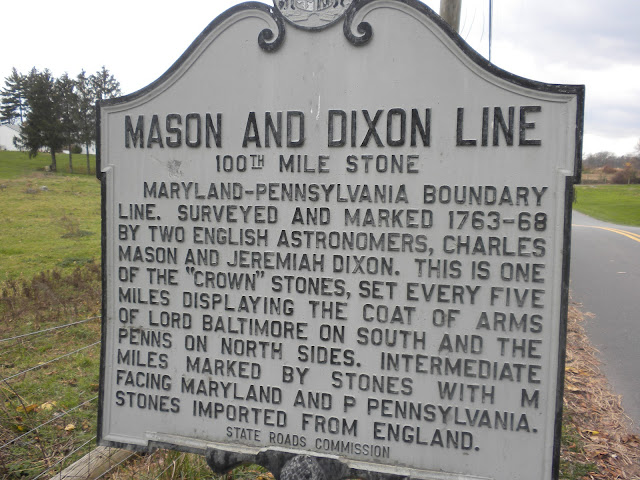 MASON AND DIXON LINE
100TH MILE STONE
MARYLAND-PENNSYLVANIA BOUNDARY
LINE. SURVEYED AND MARKED 1763-68
BY TWO ENGLISH ASTRONOMERS, CHARLES
MASON AND JEREMIAH DIXON. THIS IS ONE
OF THE "CROWN" STONES, SET EVERY FIVE
MILES DISPLAYING THE COAT OF ARMS
OF LORD BALTIMORE ON SOUTH AND THE
PENNS ON NORTH SIDES. INTERMEDIATE
MILES MARKED BY STONES WITH M
FACING MARYLAND AND P PENNSYLVANIA.
STONES IMPORTED FROM ENGLAND.
STATE ROADS COMMISSION